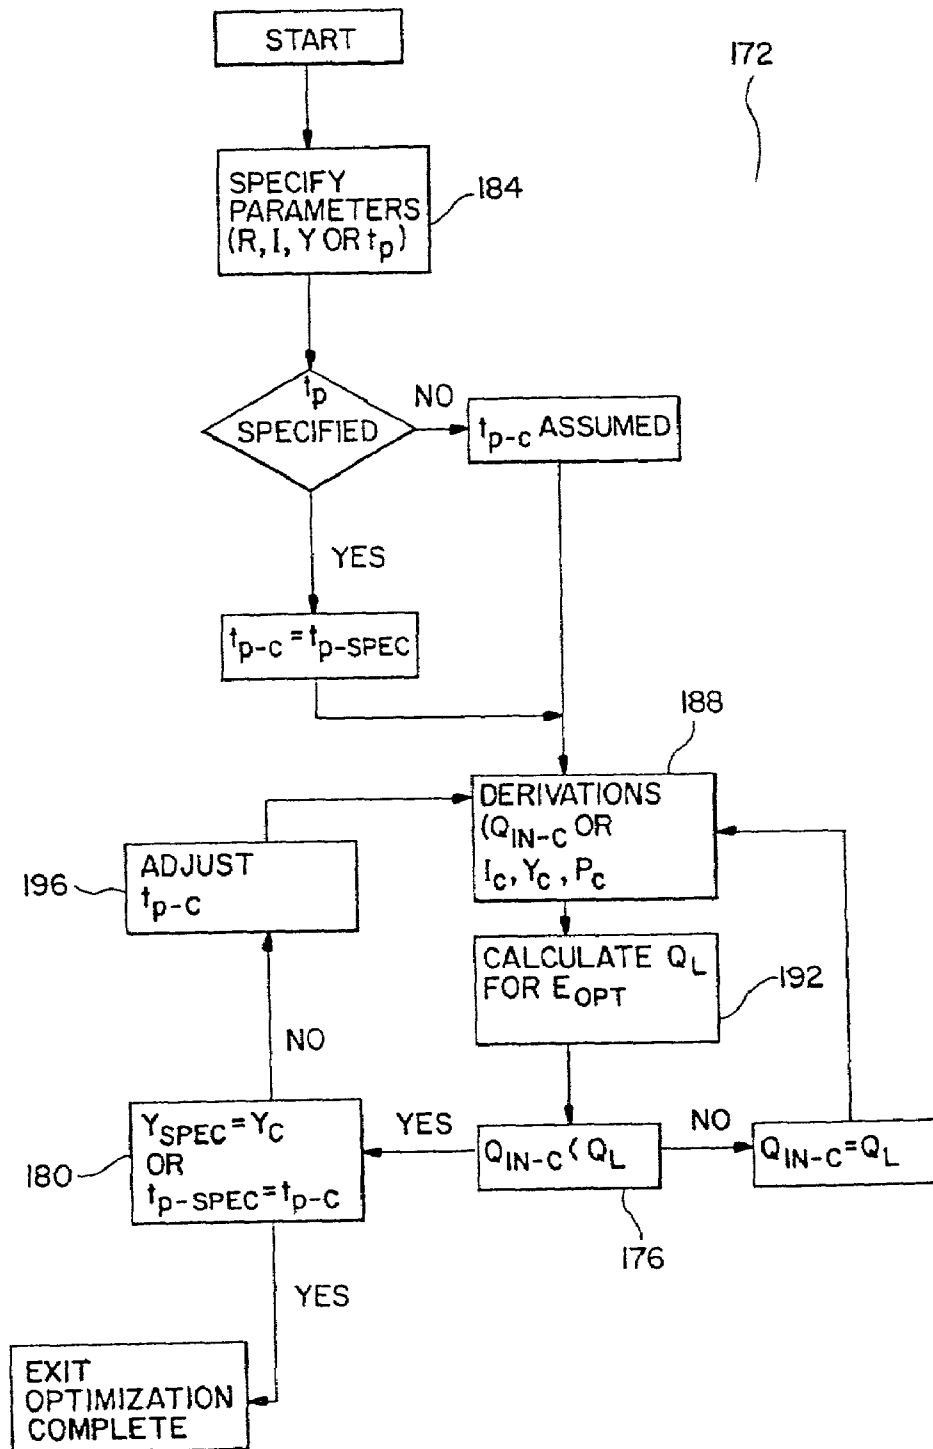 START
172
SPECIFY
PARAMETERS
(R, I, Y OR tp)
184
tp
SPECIFIED
NO
tp-c ASSUMED
YES
tp-c = tp-SPEC
188
DERIVATIONS
(QIN-C OR
Ic, Yc, Pc
ADJUST
tp-c
196
CALCULATE QL
FOR EOPT
192
NO
YSPEC = YC
OR
tp-SPEC = tp-c
180
YES
QIN-C < QL
NO
QIN-C = QL
176
YES
EXIT
OPTIMIZATION
COMPLETE